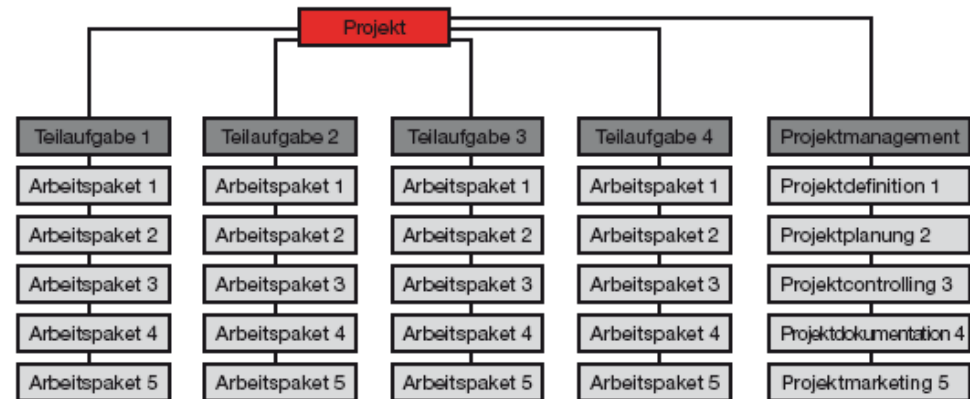 Projekt
Teilaufgabe 1
Teilaufgabe 2
Teilaufgabe 3
Teilaufgabe 4
Projektmanagement
Arbeitspaket 1
Arbeitspaket 1
Arbeitspaket 1
Arbeitspaket 1
Projektdefinition 1
Arbeitspaket 2
Arbeitspaket 2
Arbeitspaket 2
Arbeitspaket 2
Projektplanung 2
Arbeitspaket 3
Arbeitspaket 3
Arbeitspaket 3
Arbeitspaket 3
Projektcontrolling 3
Arbeitspaket 4
Arbeitspaket 4
Arbeitspaket 4
Arbeitspaket 4
Projektdokumentation 4
Arbeitspaket 5
Arbeitspaket 5
Arbeitspaket 5
Arbeitspaket 5
Projektmarketing 5